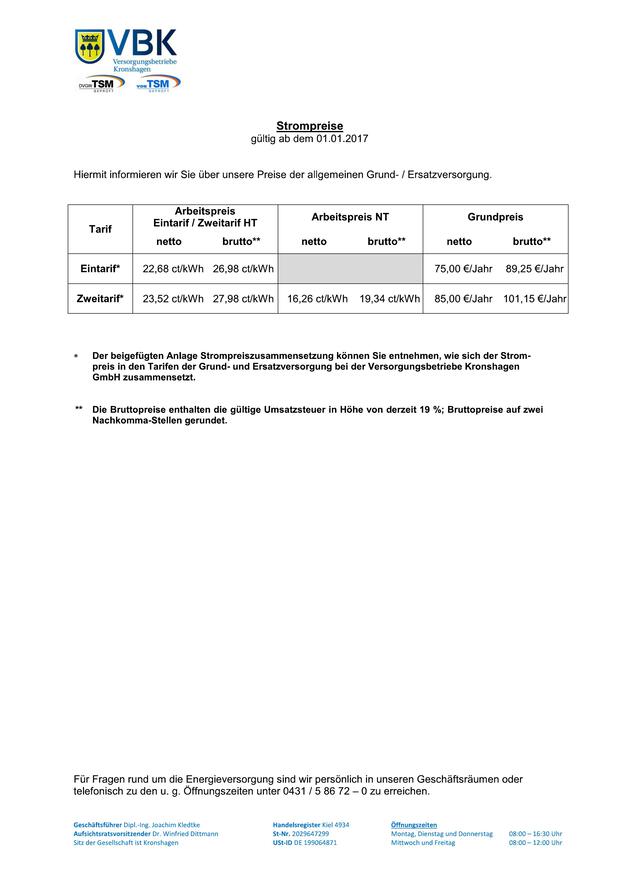 VBK
Versorgungsbetriebe
Kronshagen
DVGW TSM
GEPRÜFT
VDE TSM
GEPRÜFT
Strompreise
gültig ab dem 01.01.2017
Hiermit informieren wir Sie über unsere Preise der allgemeinen Grund- / Ersatzversorgung.
Tarif
Arbeitspreis
Eintarif / Zweitarif HT
Arbeitspreis NT
Grundpreis
netto brutto** netto brutto** netto brutto**
Eintarif* 22,68 ct/kWh 26,98 ct/kWh 75,00 €/Jahr 89,25 €/Jahr
Zweitarif* 23,52 ct/kWh 27,98 ct/kWh 16,26 ct/kWh 19,34 ct/kWh 85,00 €/Jahr 101,15 €/Jahr
* Der beigefügten Anlage Strompreiszusammensetzung können Sie entnehmen, wie sich der Strom-
preis in den Tarifen der Grund- und Ersatzversorgung bei der Versorgungsbetriebe Kronshagen
GmbH zusammensetzt.
** Die Bruttopreise enthalten die gültige Umsatzsteuer in Höhe von derzeit 19 %; Bruttopreise auf zwei
Nachkomma-Stellen gerundet.
Für Fragen rund um die Energieversorgung sind wir persönlich in unseren Geschäftsräumen oder
telefonisch zu den u. g. Öffnungszeiten unter 0431 / 5 86 72 – 0 zu erreichen.
Geschäftsführer Dipl.-Ing. Joachim Kledtke
Aufsichtsratsvorsitzender Dr. Winfried Dittmann
Sitz der Gesellschaft ist Kronshagen
Handelsregister Kiel 4934
St-Nr. 2029647299
USt-ID DE 199064871
Öffnungszeiten
Montag, Dienstag und Donnerstag 08:00 – 16:30 Uhr
Mittwoch und Freitag 08:00 – 12:00 Uhr